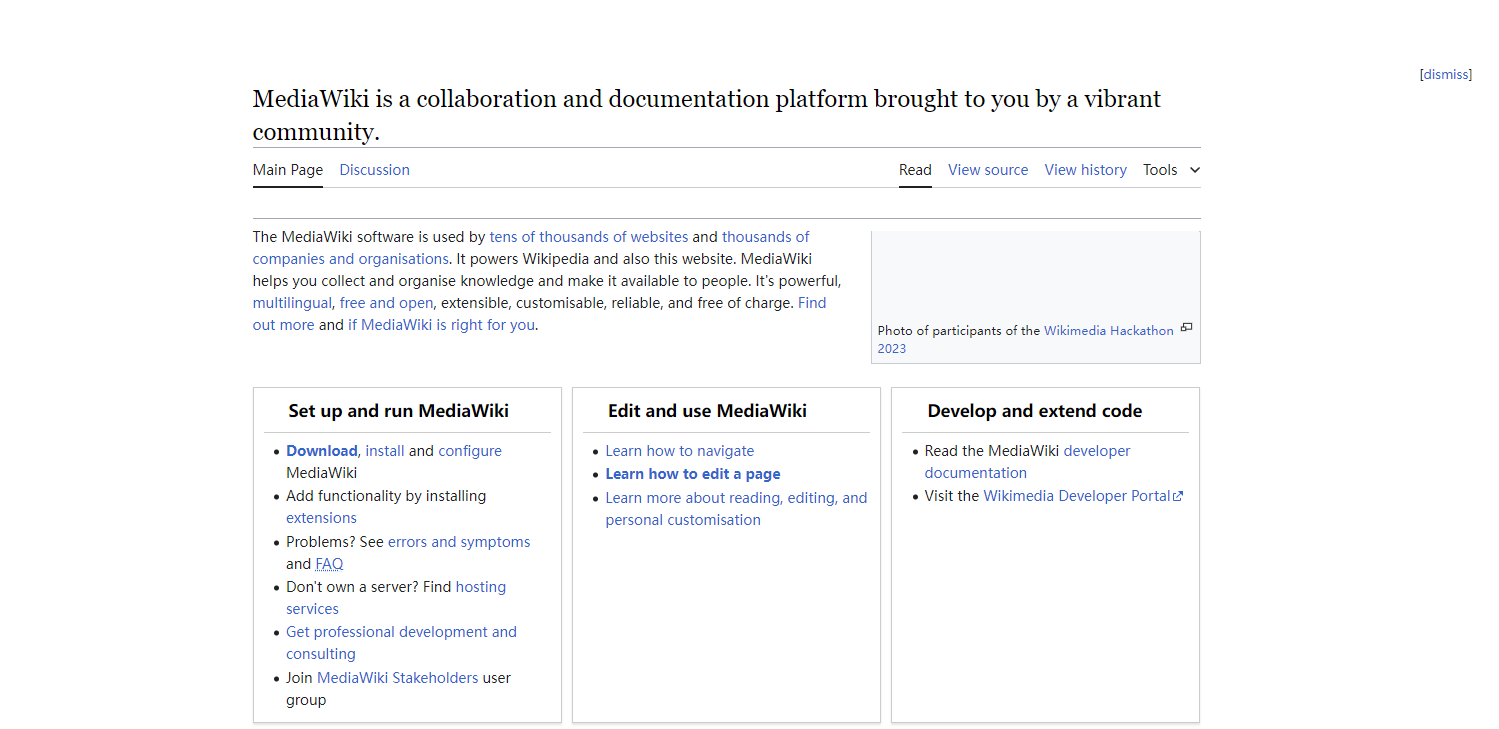 [dismiss]
MediaWiki is a collaboration and documentation platform brought to you by a vibrant
community.
Main Page Discussion Read View source View history Tools
The MediaWiki software is used by tens of thousands of websites and thousands of
companies and organisations. It powers Wikipedia and also this website. MediaWiki
helps you collect and organise knowledge and make it available to people. It's powerful,
multilingual, free and open, extensible, customisable, reliable, and free of charge. Find
out more and if MediaWiki is right for you.
Photo of participants of the Wikimedia Hackathon
2023
Set up and run MediaWiki
Download, install and configure
MediaWiki
Add functionality by installing
extensions
Problems? See errors and symptoms
and FAQ
Don't own a server? Find hosting
services
Get professional development and
consulting
Join MediaWiki Stakeholders user
group
Edit and use MediaWiki
Learn how to navigate
Learn how to edit a page
Learn more about reading, editing, and
personal customisation
Develop and extend code
Read the MediaWiki developer
documentation
Visit the Wikimedia Developer Portal